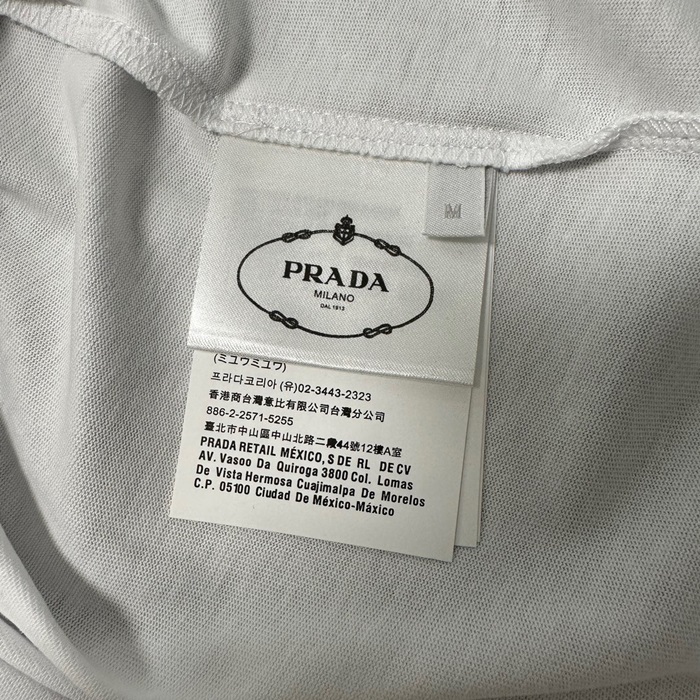 M
PRADA
MILANO
DAL 1913
(ミュウミュウ)
프라다코리아 (유)02-3443-2323
香港商台灣意比有限公司台灣分公司
886-2-2571-5255
臺北市中山區中山北路二段44號12樓A室
PRADA RETAIL MÉXICO, S DE RL DE CV
AV. Vasoo Da Quiroga 3800 Col. Lomas
De Vista Hermosa Cuajimalpa De Morelos
C.P. 05100 Ciudad De México-Máxico